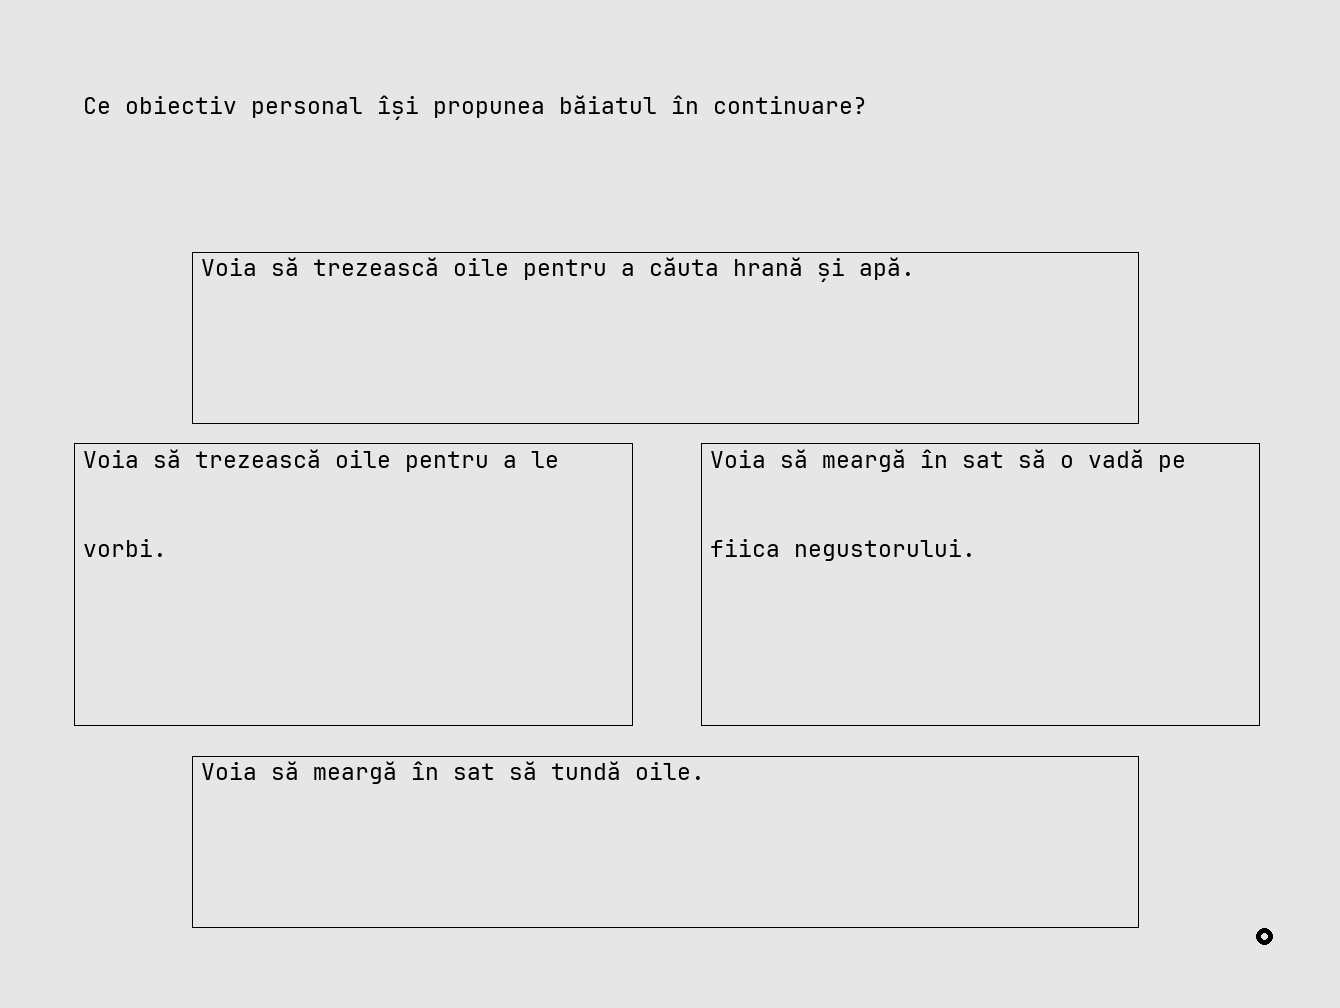 Ce obiectiv personal își propunea băiatul în continuare?
Voia să trezească oile pentru a căuta hrană și apă.
Voia să trezească oile pentru a le
vorbi.
Voia să meargă în sat să o vadă pe
fiica negustorului.
Voia să meargă în sat să tundă oile.